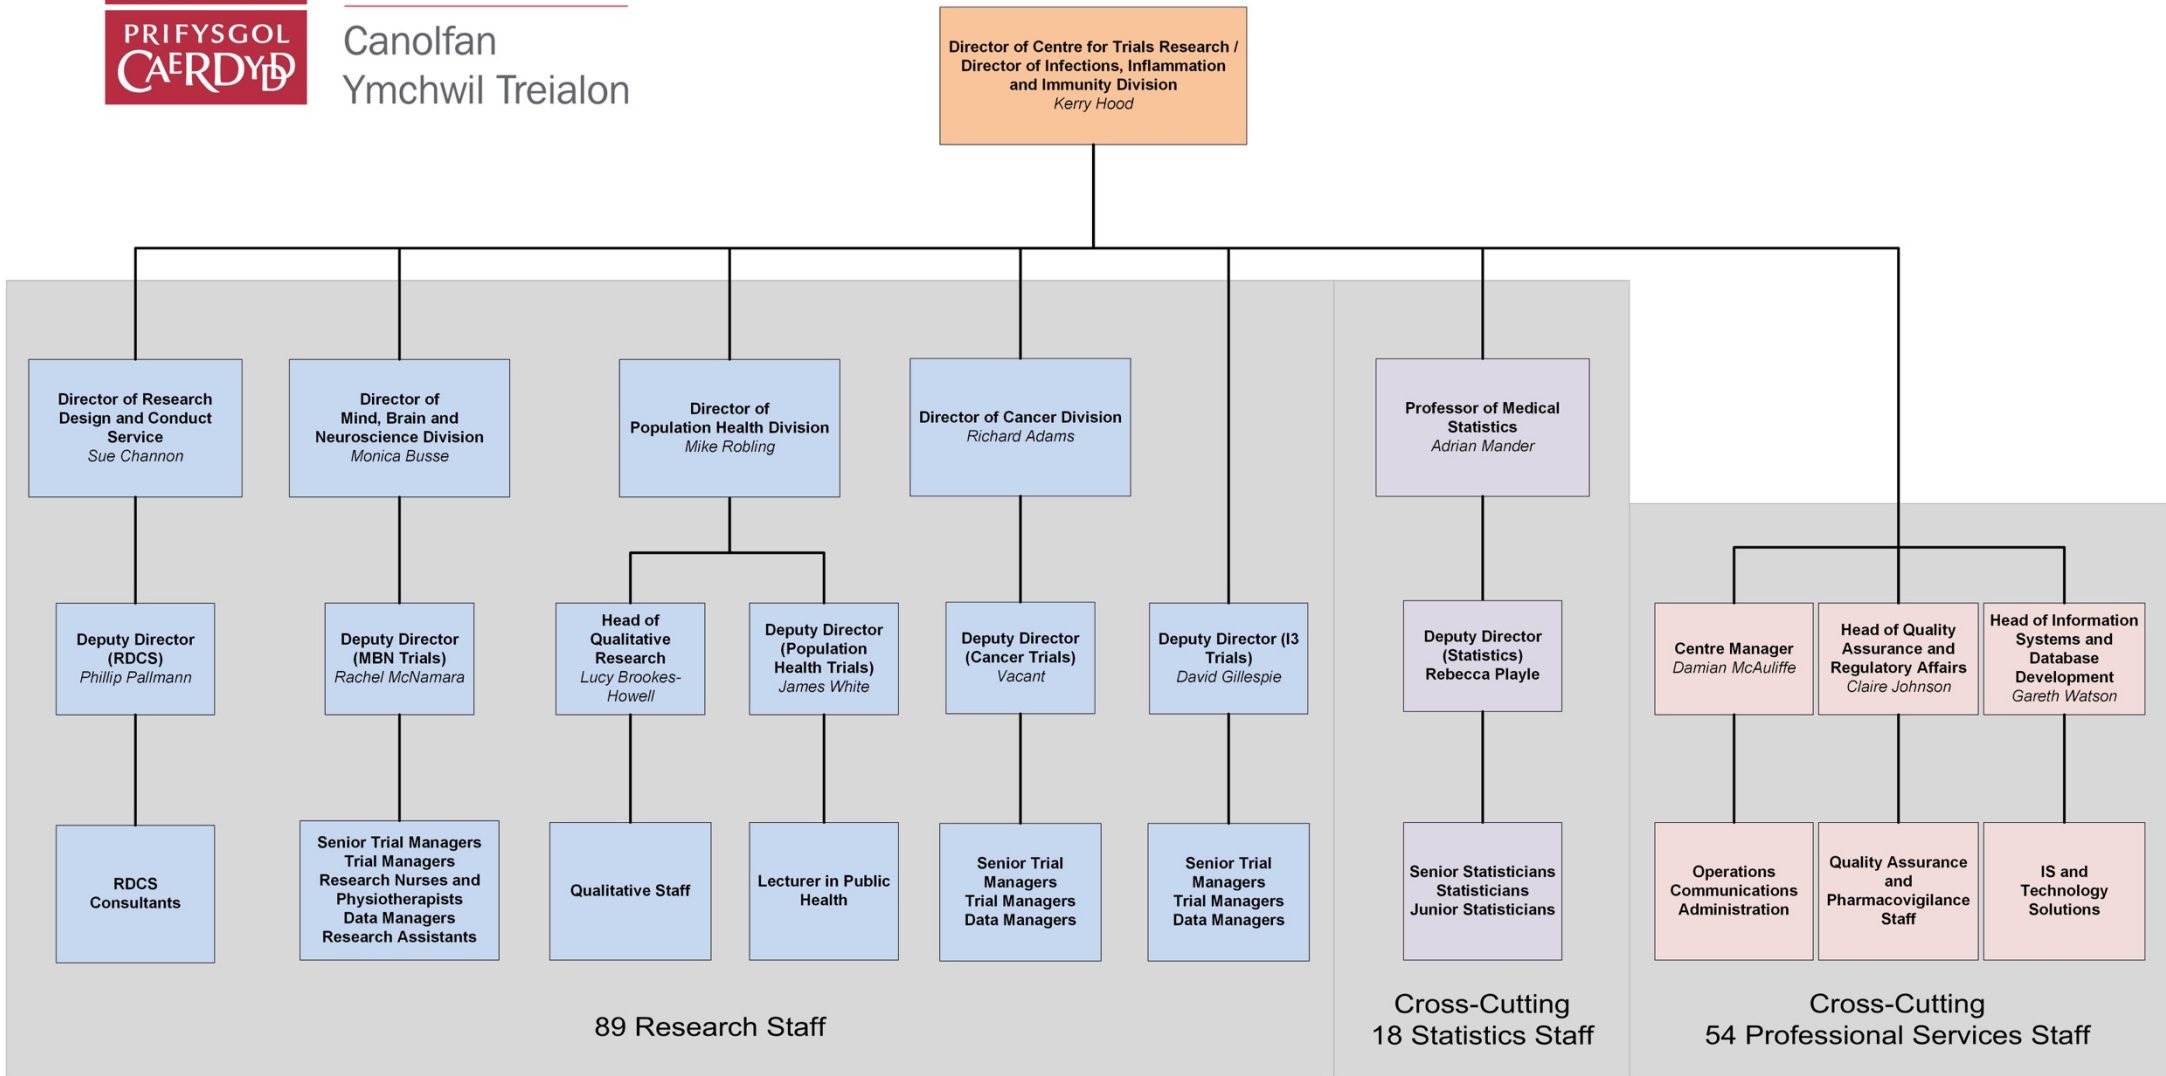 PRIFYSGOL
CAERDYDD
Canolfan
Ymchwil Treialon
Director of Centre for Trials Research /
Director of Infections, Inflammation
and Immunity Division
Kerry Hood
Director of Research
Design and Conduct
Service
Sue Channon
Director of
Mind, Brain and
Neuroscience Division
Monica Busse
Director of
Population Health Division
Mike Robling
Director of Cancer Division
Richard Adams
Professor of Medical
Statistics
Adrian Mander
Deputy Director
(RDCS)
Phillip Pallmann
Deputy Director
(MBN Trials)
Rachel McNamara
Head of
Qualitative
Research
Lucy Brookes-
Howell
Deputy Director
(Population
Health Trials)
James White
Deputy Director
(Cancer Trials)
Vacant
Deputy Director (I3
Trials)
David Gillespie
Deputy Director
(Statistics)
Rebecca Playle
Centre Manager
Damian McAuliffe
Head of Quality
Assurance and
Regulatory Affairs
Claire Johnson
Head of Information
Systems and
Database
Development
Gareth Watson
RDCS
Consultants
Senior Trial Managers
Trial Managers
Research Nurses and
Physiotherapists
Data Managers
Research Assistants
Qualitative Staff
Lecturer in Public
Health
Senior Trial
Managers
Trial Managers
Data Managers
Senior Trial
Managers
Trial Managers
Data Managers
Senior Statisticians
Statisticians
Junior Statisticians
Operations
Communications
Administration
Quality Assurance
and
Pharmacovigilance
Staff
IS and
Technology
Solutions
89 Research Staff
Cross-Cutting
18 Statistics Staff
Cross-Cutting
54 Professional Services Staff